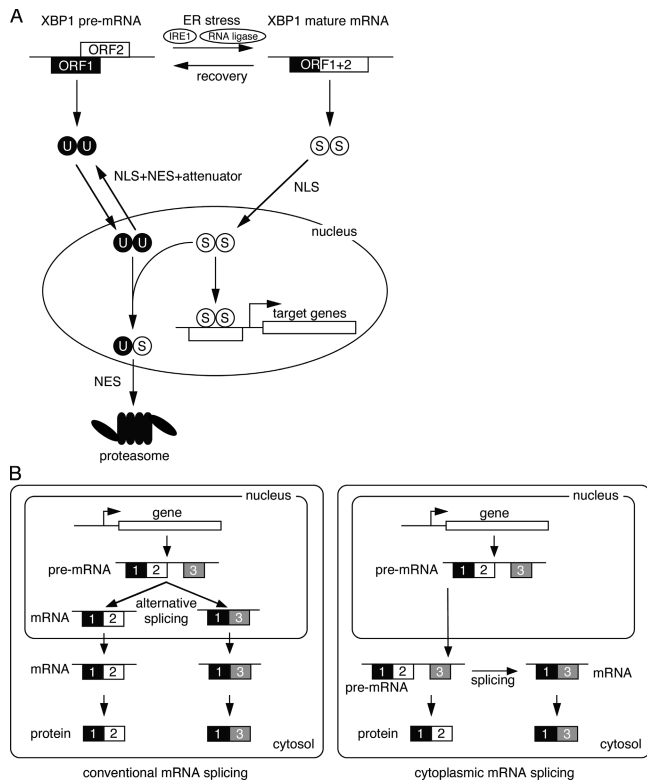 A
XBP1 pre-mRNA
ER stress
XBP1 mature mRNA
IRE1
RNA ligase
ORF2
ORF1
ORF1+2
recovery
U U
S S
NLS+NES+attenuator
NLS
nucleus
U U
S S
S S
target genes
U S
NES
proteasome
B
nucleus
gene
pre-mRNA
1 2 3
alternative
splicing
mRNA
1 2
1 3
mRNA
1 2
1 3
protein
1 2
1 3
cytosol
conventional mRNA splicing
nucleus
gene
pre-mRNA
1 2 3
1 2 3
pre-mRNA
splicing
1 3
mRNA
protein
1 2
1 3
cytosol
cytoplasmic mRNA splicing